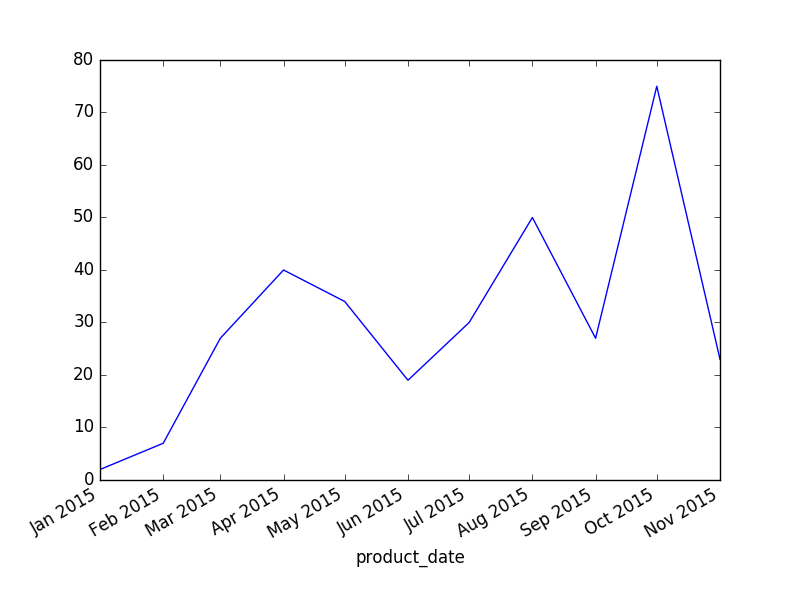 80
70
60
50
40
30
20
10
0
Jan 2015
Feb 2015
Mar 2015
Apr 2015
May 2015
Jun 2015
Jul 2015
Aug 2015
Sep 2015
Oct 2015
Nov 2015
product_date